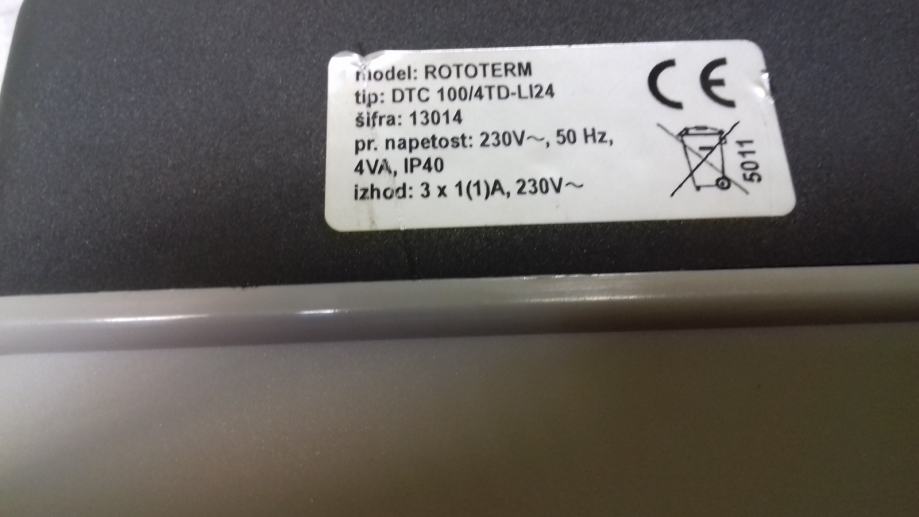 model: ROTOTERM
tip: DTC 100/4TD-LI24
šifra: 13014
pr. napetost: 230V~, 50 Hz,
4VA, IP40
izhod: 3 x 1(1)A, 230V~
CE
5011